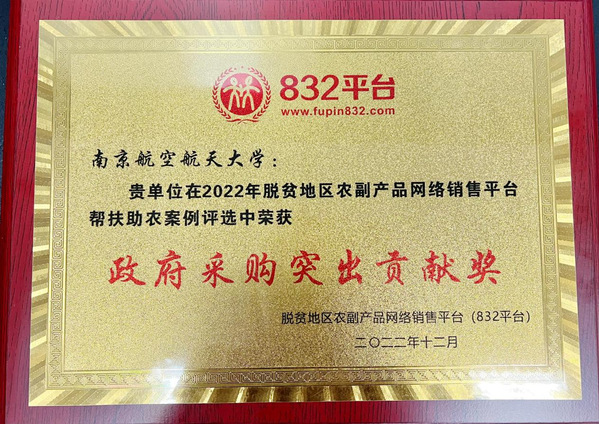 832平台
www.fupin832.com
南京航空航天大学：
贵单位在2022年脱贫地区农副产品网络销售平台
帮扶助农案例评选中荣获
政府采购突出贡献奖
脱贫地区农副产品网络销售平台（832平台）
二〇二二年十二月